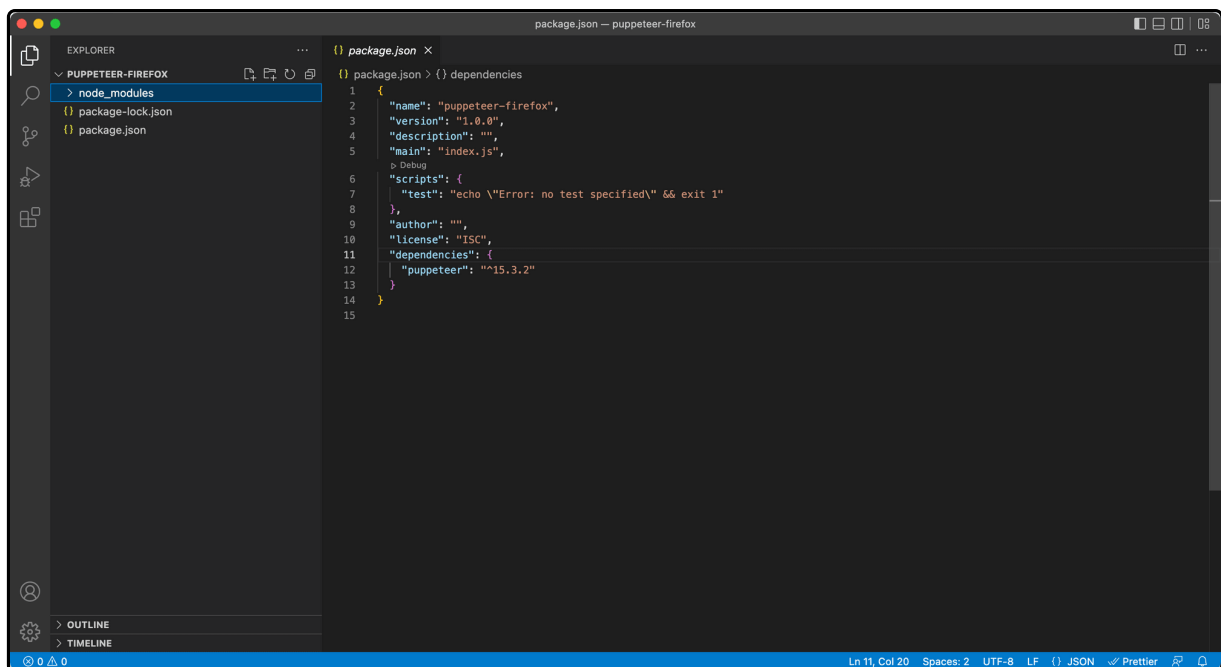 package.json — puppeteer-firefox
EXPLORER
PUPPETEER-FIREFOX
node_modules
{} package-lock.json
{} package.json
OUTLINE
TIMELINE
{} package.json
{} package.json > {} dependencies
1 {
2 "name": "puppeteer-firefox",
3 "version": "1.0.0",
4 "description": "",
5 "main": "index.js",
Debug
6 "scripts": {
7 "test": "echo \"Error: no test specified\" && exit 1"
8 },
9 "author": "",
10 "license": "ISC",
11 "dependencies": {
12 "puppeteer": "^15.3.2"
13 }
14 }
15
0 0 Ln 11, Col 20 Spaces: 2 UTF-8 LF {} JSON Prettier